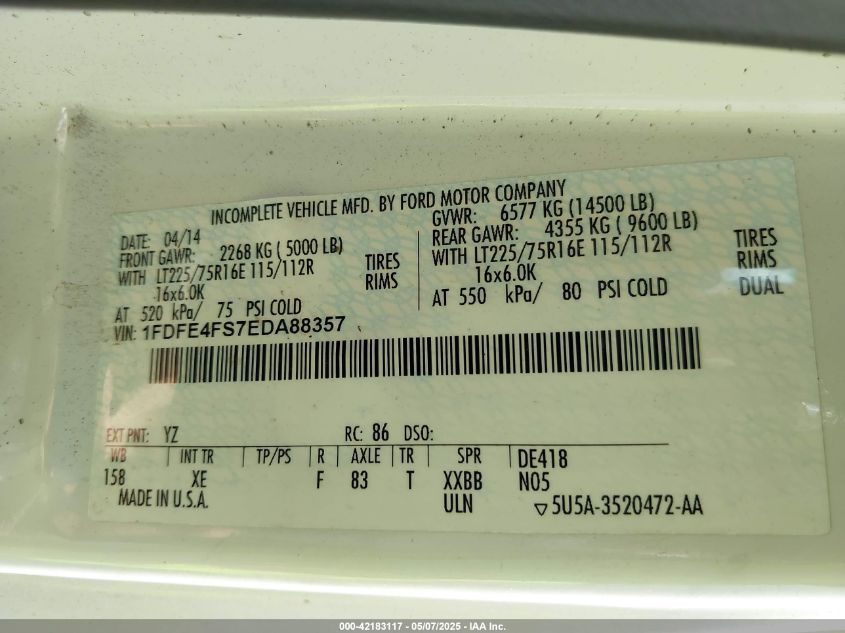 INCOMPLETE VEHICLE MFD. BY FORD MOTOR COMPANY
DATE: 04/14
GVWR: 6577 KG (14500 LB)
FRONT GAWR: 2268 KG ( 5000 LB)
REAR GAWR: 4355 KG ( 9600 LB)
WITH LT225/75R16E 115/112R TIRES
WITH LT225/75R16E 115/112R TIRES
16x6.0K RIMS
16x6.0K RIMS
AT 520 kPa/ 75 PSI COLD
AT 550 kPa/ 80 PSI COLD DUAL
VIN: 1FDFE4FS7EDA88357
EXT PNT: YZ RC: 86 DSO:
WB INT TR TP/PS R AXLE TR SPR DE418
158 XE F 83 T XXBB N05
MADE IN U.S.A. ULN ▽5U5A-3520472-AA
000-42183117 - 05/07/2025 - IAA Inc.